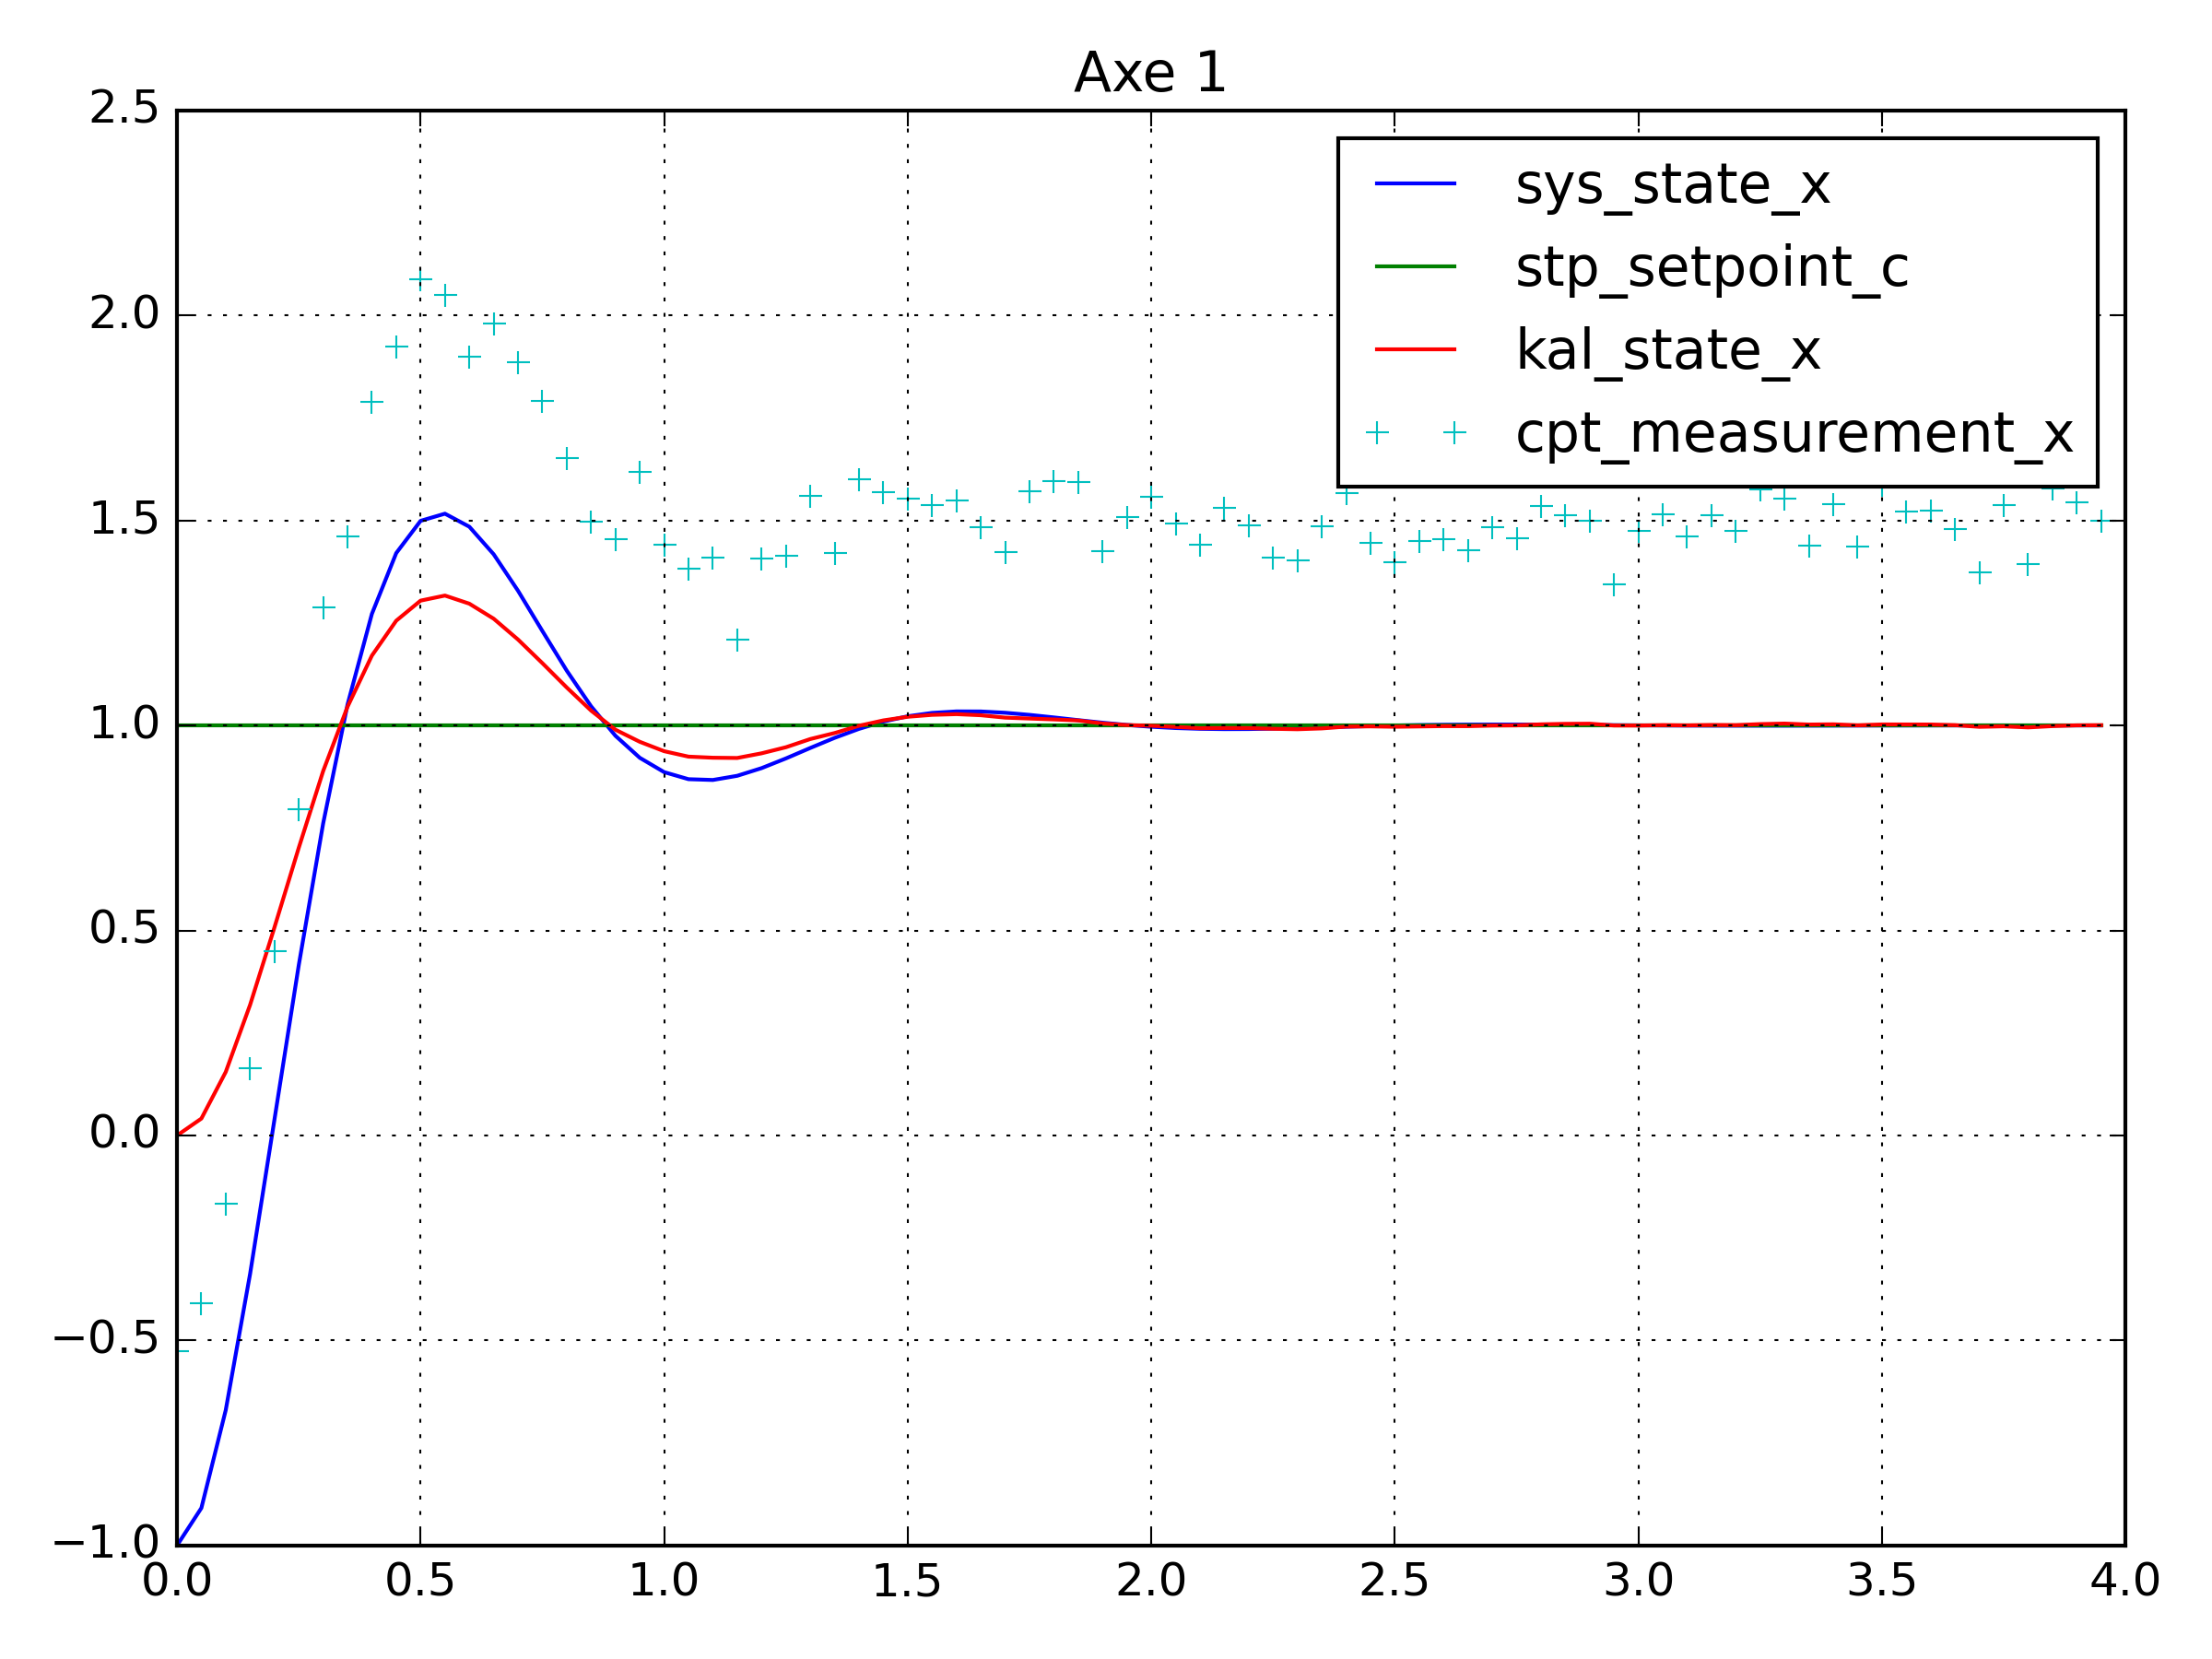 Axe 1
2.5
2.0
1.5
1.0
0.5
0.0
−0.5
−1.0
sys_state_x
stp_setpoint_c
kal_state_x
cpt_measurement_x
0.0 0.5 1.0 1.5 2.0 2.5 3.0 3.5 4.0